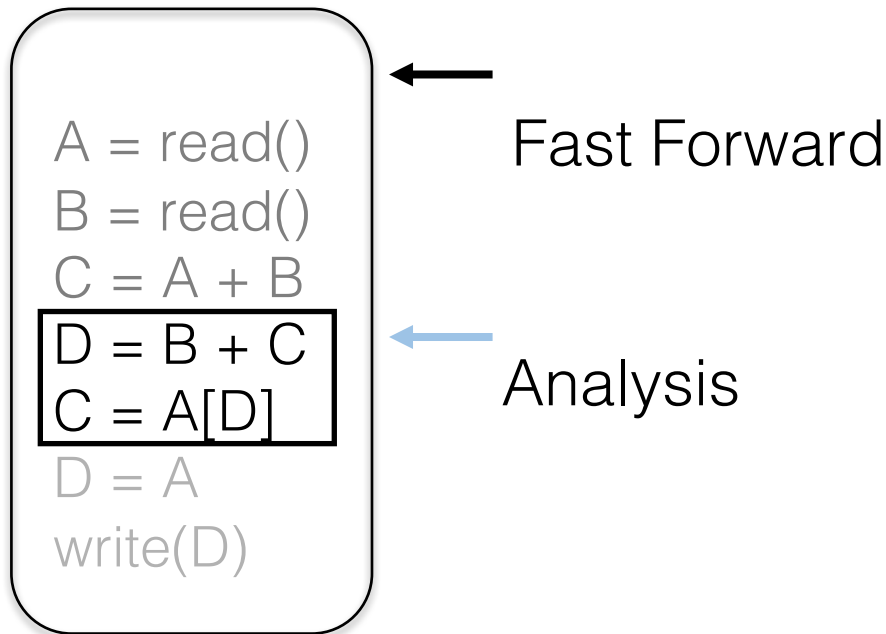 A = read()
B = read()
C = A + B
D = B + C
C = A[D]
D = A
write(D)
Fast Forward
Analysis